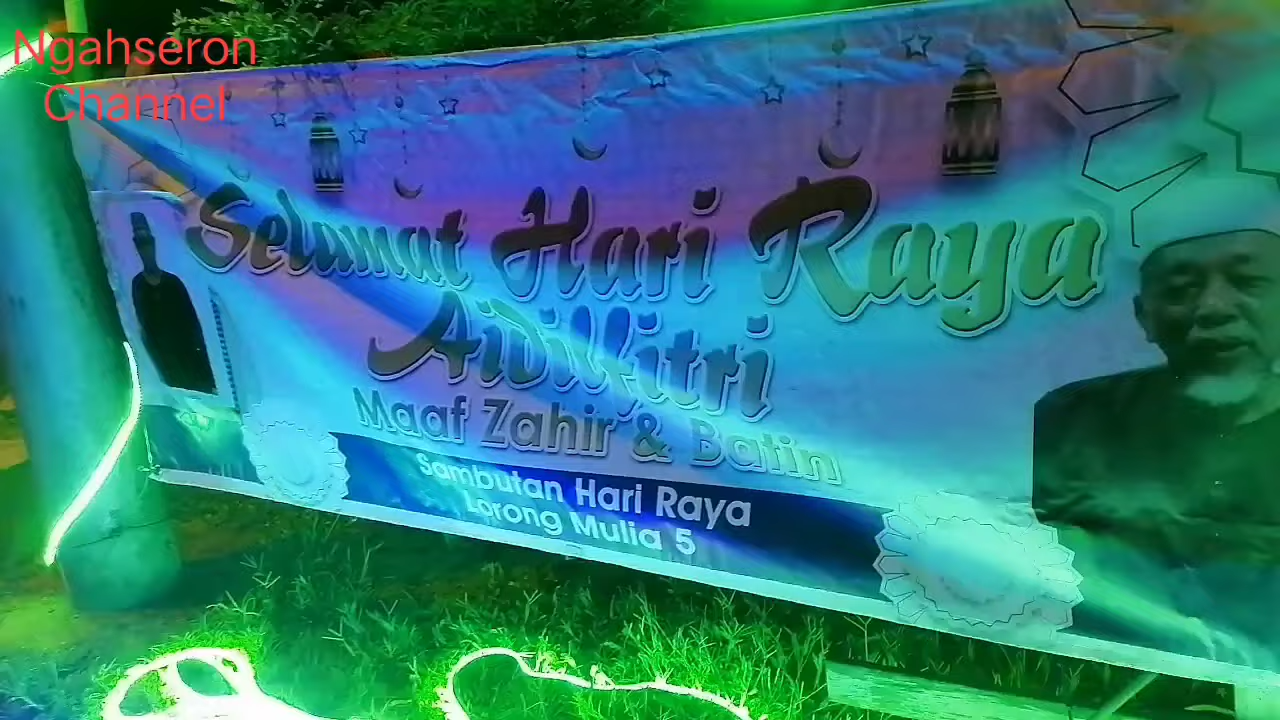 Ngahseron
Channel
Selamat Hari Raya
Aidilfitri
Maaf Zahir & Batin
Sambutan Hari Raya
Lorong Mulia 5